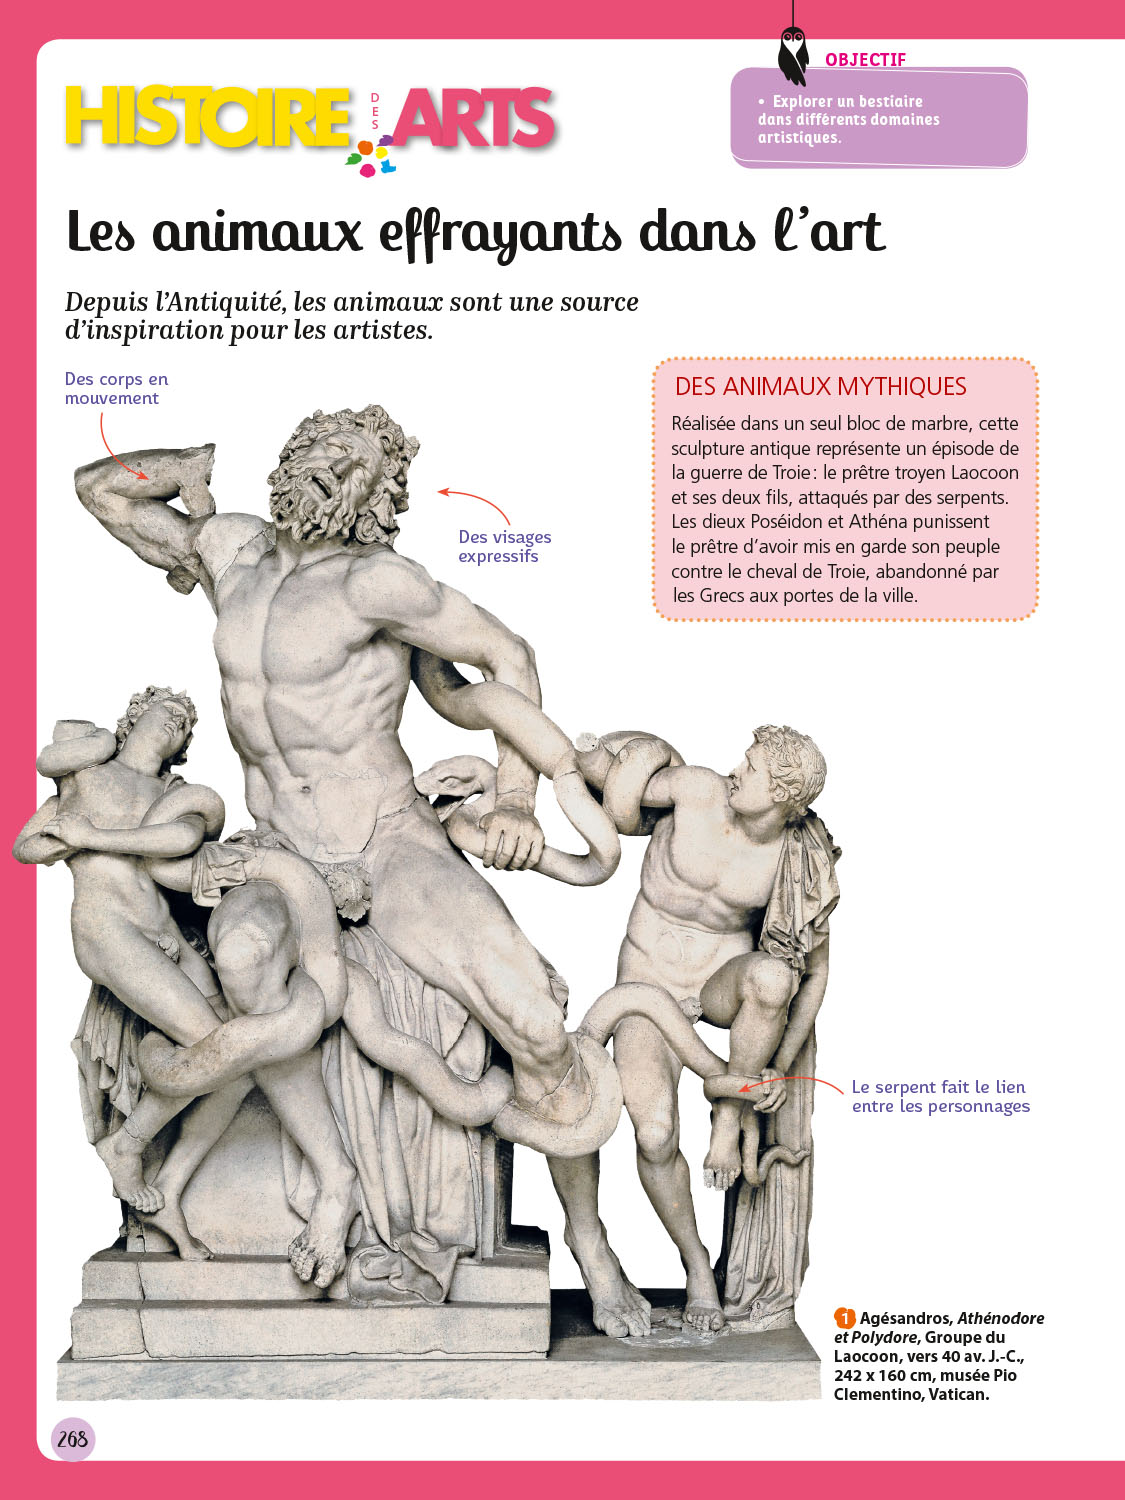 HISTOIRE DES ARTS
OBJECTIF
• Explorer un bestiaire
dans différents domaines
artistiques.
Les animaux effrayants dans l'art
Depuis l'Antiquité, les animaux sont une source
d'inspiration pour les artistes.
Des corps en
mouvement
Des visages
expressifs
DES ANIMAUX MYTHIQUES
Réalisée dans un seul bloc de marbre, cette
sculpture antique représente un épisode de
la guerre de Troie : le prêtre troyen Laocoon
et ses deux fils, attaqués par des serpents.
Les dieux Poséidon et Athéna punissent
le prêtre d'avoir mis en garde son peuple
contre le cheval de Troie, abandonné par
les Grecs aux portes de la ville.
Le serpent fait le lien
entre les personnages
1 Agésandros, Athénodore
et Polydore, Groupe du
Laocoon, vers 40 av. J.-C.,
242 x 160 cm, musée Pio
Clementino, Vatican.
268